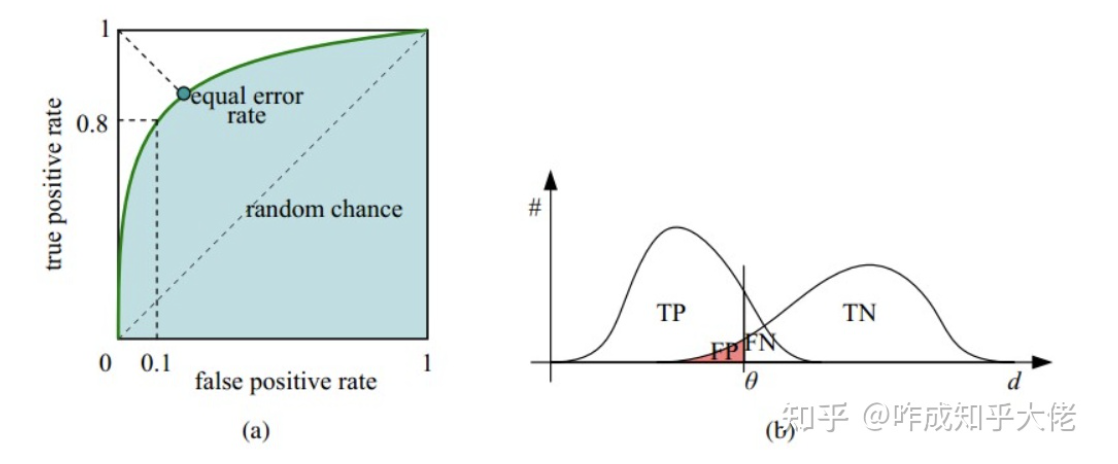 1
true positive rate
0.8
equal error
rate
random chance
0
0.1
1
false positive rate
(a)
#
TP
TN
FP
FN
θ
d
(b)
知乎 @咋成知乎大佬